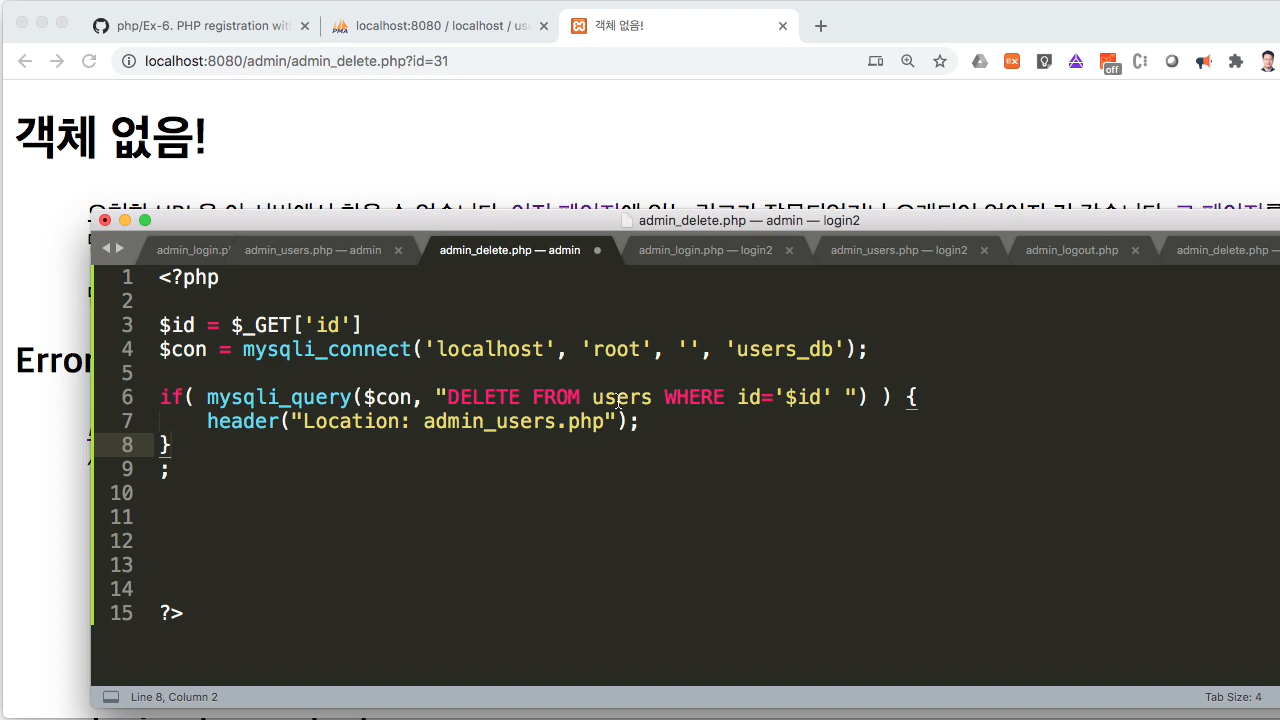 php/Ex-6. PHP registration wit
localhost:8080 / localhost / use
객체 없음!
localhost:8080/admin/admin_delete.php?id=31
off
객체 없음!
Error
admin_delete.php — admin — login2
admin_login.p
admin_users.php — admin
admin_delete.php — admin
admin_login.php — login2
admin_users.php — login2
admin_logout.php
admin_delete.php —
1 <?php
2
3 $id = $_GET['id']
4 $con = mysqli_connect('localhost', 'root', '', 'users_db');
5
6 if( mysqli_query($con, "DELETE FROM users WHERE id='$id' ") ) {
7 header("Location: admin_users.php");
8 }
9 ;
10
11
12
13
14
15 ?>
Line 8, Column 2
Tab Size: 4